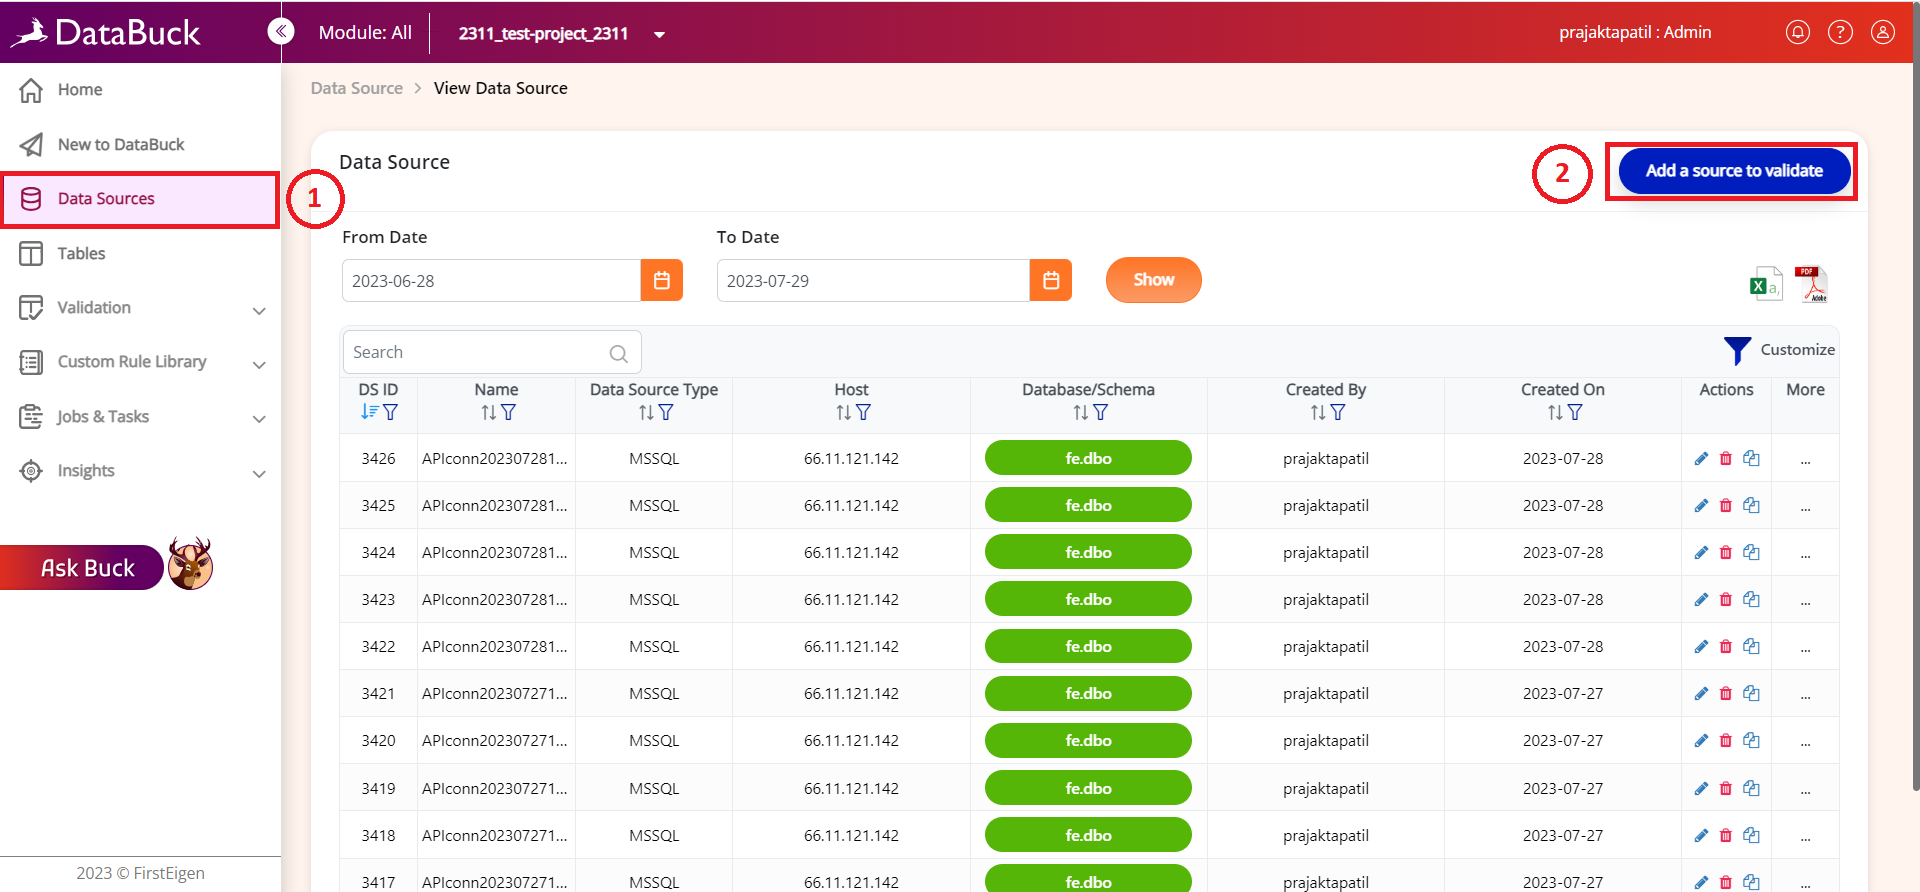 DataBuck
Module: All
2311_test-project_2311
prajaktapatil : Admin
Home
New to DataBuck
Data Sources
Tables
Validation
Custom Rule Library
Jobs & Tasks
Insights
Ask Buck
2023 © FirstEigen
1
Data Source > View Data Source
Data Source
2
Add a source to validate
From Date
To Date
2023-06-28
2023-07-29
Show
X a,
PDF
Adobe
Search
Customize
DS ID Name Data Source Type Host Database/Schema Created By Created On Actions More
3426 APIconn202307281... MSSQL 66.11.121.142 fe.dbo prajaktapatil 2023-07-28 ...
3425 APIconn202307281... MSSQL 66.11.121.142 fe.dbo prajaktapatil 2023-07-28 ...
3424 APIconn202307281... MSSQL 66.11.121.142 fe.dbo prajaktapatil 2023-07-28 ...
3423 APIconn202307281... MSSQL 66.11.121.142 fe.dbo prajaktapatil 2023-07-28 ...
3422 APIconn202307281... MSSQL 66.11.121.142 fe.dbo prajaktapatil 2023-07-28 ...
3421 APIconn202307271... MSSQL 66.11.121.142 fe.dbo prajaktapatil 2023-07-27 ...
3420 APIconn202307271... MSSQL 66.11.121.142 fe.dbo prajaktapatil 2023-07-27 ...
3419 APIconn202307271... MSSQL 66.11.121.142 fe.dbo prajaktapatil 2023-07-27 ...
3418 APIconn202307271... MSSQL 66.11.121.142 fe.dbo prajaktapatil 2023-07-27 ...
3417 APIconn202307271... MSSQL 66.11.121.142 fe.dbo prajaktapatil 2023-07-27 ...